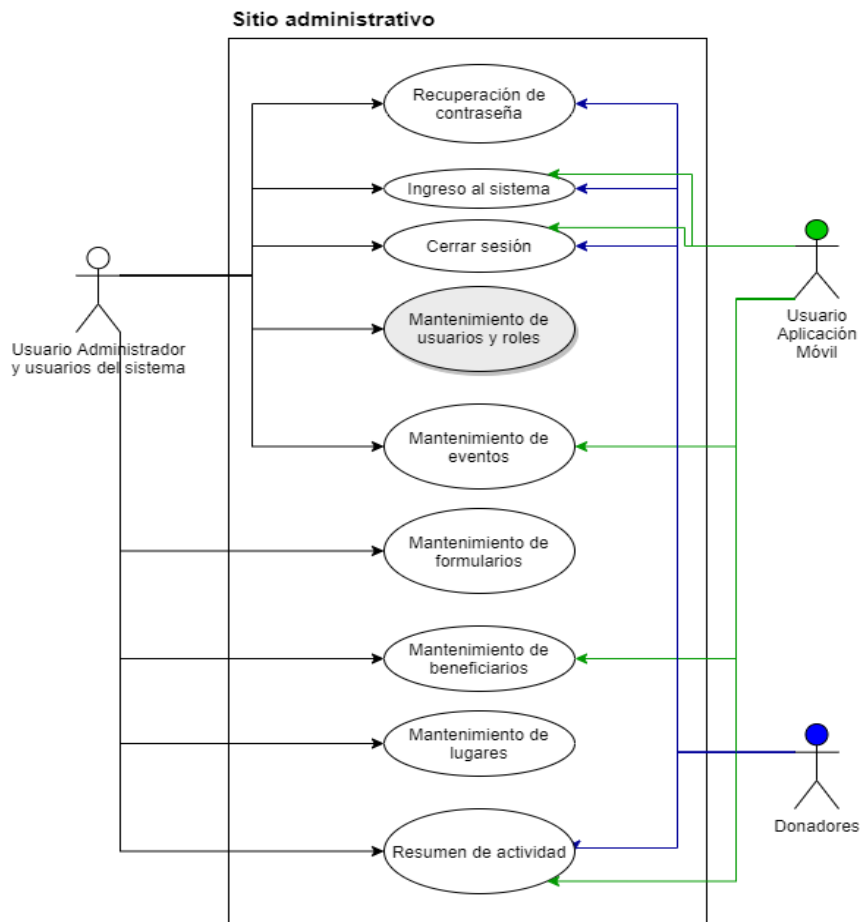 Sitio administrativo
Recuperación de
contraseña
Ingreso al sistema
Cerrar sesión
Mantenimiento de
usuarios y roles
Usuario Administrador
y usuarios del sistema
Usuario
Aplicación
Móvil
Mantenimiento de
eventos
Mantenimiento de
formularios
Mantenimiento de
beneficiarios
Mantenimiento de
lugares
Donadores
Resumen de actividad